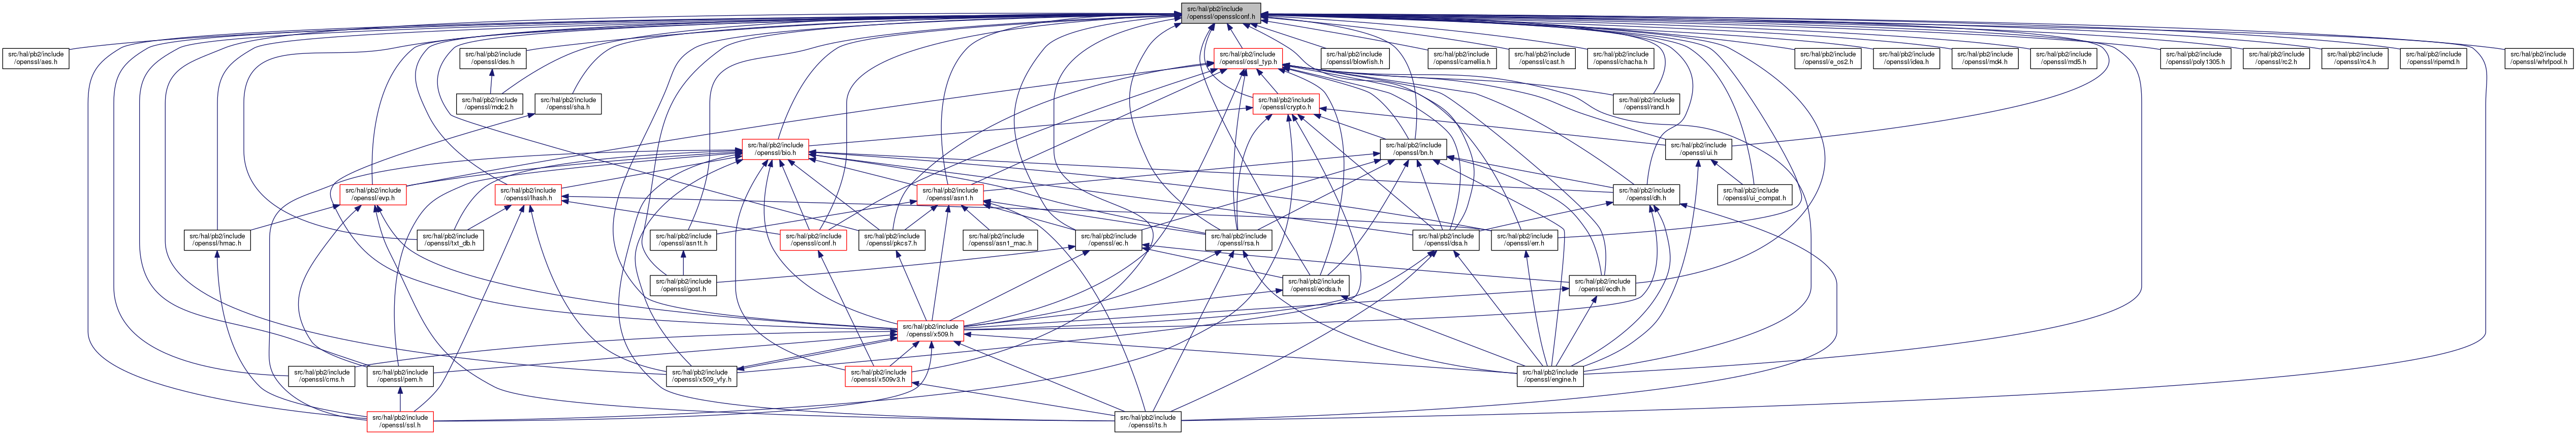 src/hal/pb2/include
/openssl/opensslconf.h
src/hal/pb2/include
/openssl/aes.h
src/hal/pb2/include
/openssl/des.h
src/hal/pb2/include
/openssl/ossl_typ.h
src/hal/pb2/include
/openssl/blowfish.h
src/hal/pb2/include
/openssl/camellia.h
src/hal/pb2/include
/openssl/cast.h
src/hal/pb2/include
/openssl/chacha.h
src/hal/pb2/include
/openssl/e_os2.h
src/hal/pb2/include
/openssl/idea.h
src/hal/pb2/include
/openssl/md4.h
src/hal/pb2/include
/openssl/md5.h
src/hal/pb2/include
/openssl/poly1305.h
src/hal/pb2/include
/openssl/rc2.h
src/hal/pb2/include
/openssl/rc4.h
src/hal/pb2/include
/openssl/ripemd.h
src/hal/pb2/include
/openssl/whrlpool.h
src/hal/pb2/include
/openssl/mdc2.h
src/hal/pb2/include
/openssl/sha.h
src/hal/pb2/include
/openssl/crypto.h
src/hal/pb2/include
/openssl/rand.h
src/hal/pb2/include
/openssl/bio.h
src/hal/pb2/include
/openssl/bn.h
src/hal/pb2/include
/openssl/ui.h
src/hal/pb2/include
/openssl/evp.h
src/hal/pb2/include
/openssl/lhash.h
src/hal/pb2/include
/openssl/asn1.h
src/hal/pb2/include
/openssl/dh.h
src/hal/pb2/include
/openssl/ui_compat.h
src/hal/pb2/include
/openssl/hmac.h
src/hal/pb2/include
/openssl/txt_db.h
src/hal/pb2/include
/openssl/asn1t.h
src/hal/pb2/include
/openssl/conf.h
src/hal/pb2/include
/openssl/pkcs7.h
src/hal/pb2/include
/openssl/asn1_mac.h
src/hal/pb2/include
/openssl/ec.h
src/hal/pb2/include
/openssl/rsa.h
src/hal/pb2/include
/openssl/dsa.h
src/hal/pb2/include
/openssl/err.h
src/hal/pb2/include
/openssl/gost.h
src/hal/pb2/include
/openssl/ecdsa.h
src/hal/pb2/include
/openssl/ecdh.h
src/hal/pb2/include
/openssl/x509.h
src/hal/pb2/include
/openssl/cms.h
src/hal/pb2/include
/openssl/pem.h
src/hal/pb2/include
/openssl/x509_vfy.h
src/hal/pb2/include
/openssl/x509v3.h
src/hal/pb2/include
/openssl/engine.h
src/hal/pb2/include
/openssl/ssl.h
src/hal/pb2/include
/openssl/ts.h